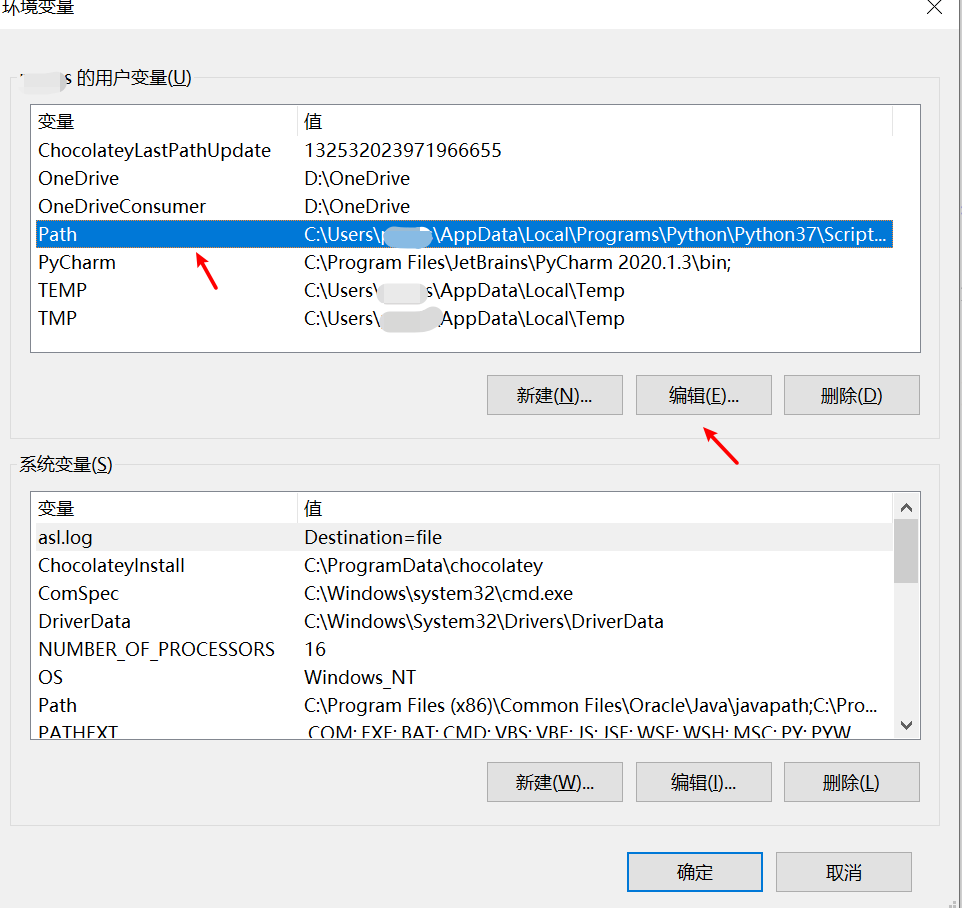 环境变量
s 的用户变量(U)
变量 值
ChocolateyLastPathUpdate 132532023971966655
OneDrive D:\OneDrive
OneDriveConsumer D:\OneDrive
Path C:\Users\ \AppData\Local\Programs\Python\Python37\Script...
PyCharm C:\Program Files\JetBrains\PyCharm 2020.1.3\bin;
TEMP C:\Users\ s\AppData\Local\Temp
TMP C:\Users\ AppData\Local\Temp
新建(N)... 编辑(E)... 删除(D)
系统变量(S)
变量 值
asl.log Destination=file
ChocolateyInstall C:\ProgramData\chocolatey
ComSpec C:\Windows\system32\cmd.exe
DriverData C:\Windows\System32\Drivers\DriverData
NUMBER_OF_PROCESSORS 16
OS Windows_NT
Path C:\Program Files (x86)\Common Files\Oracle\Java\javapath;C:\Pro...
PATHEXT .COM;.EXE;.BAT;.CMD;.VBS;.VBE;.JS;.JSE;.WSF;.WSH;.MSC;.PY;.PYW
新建(W)... 编辑(I)... 删除(L)
确定 取消